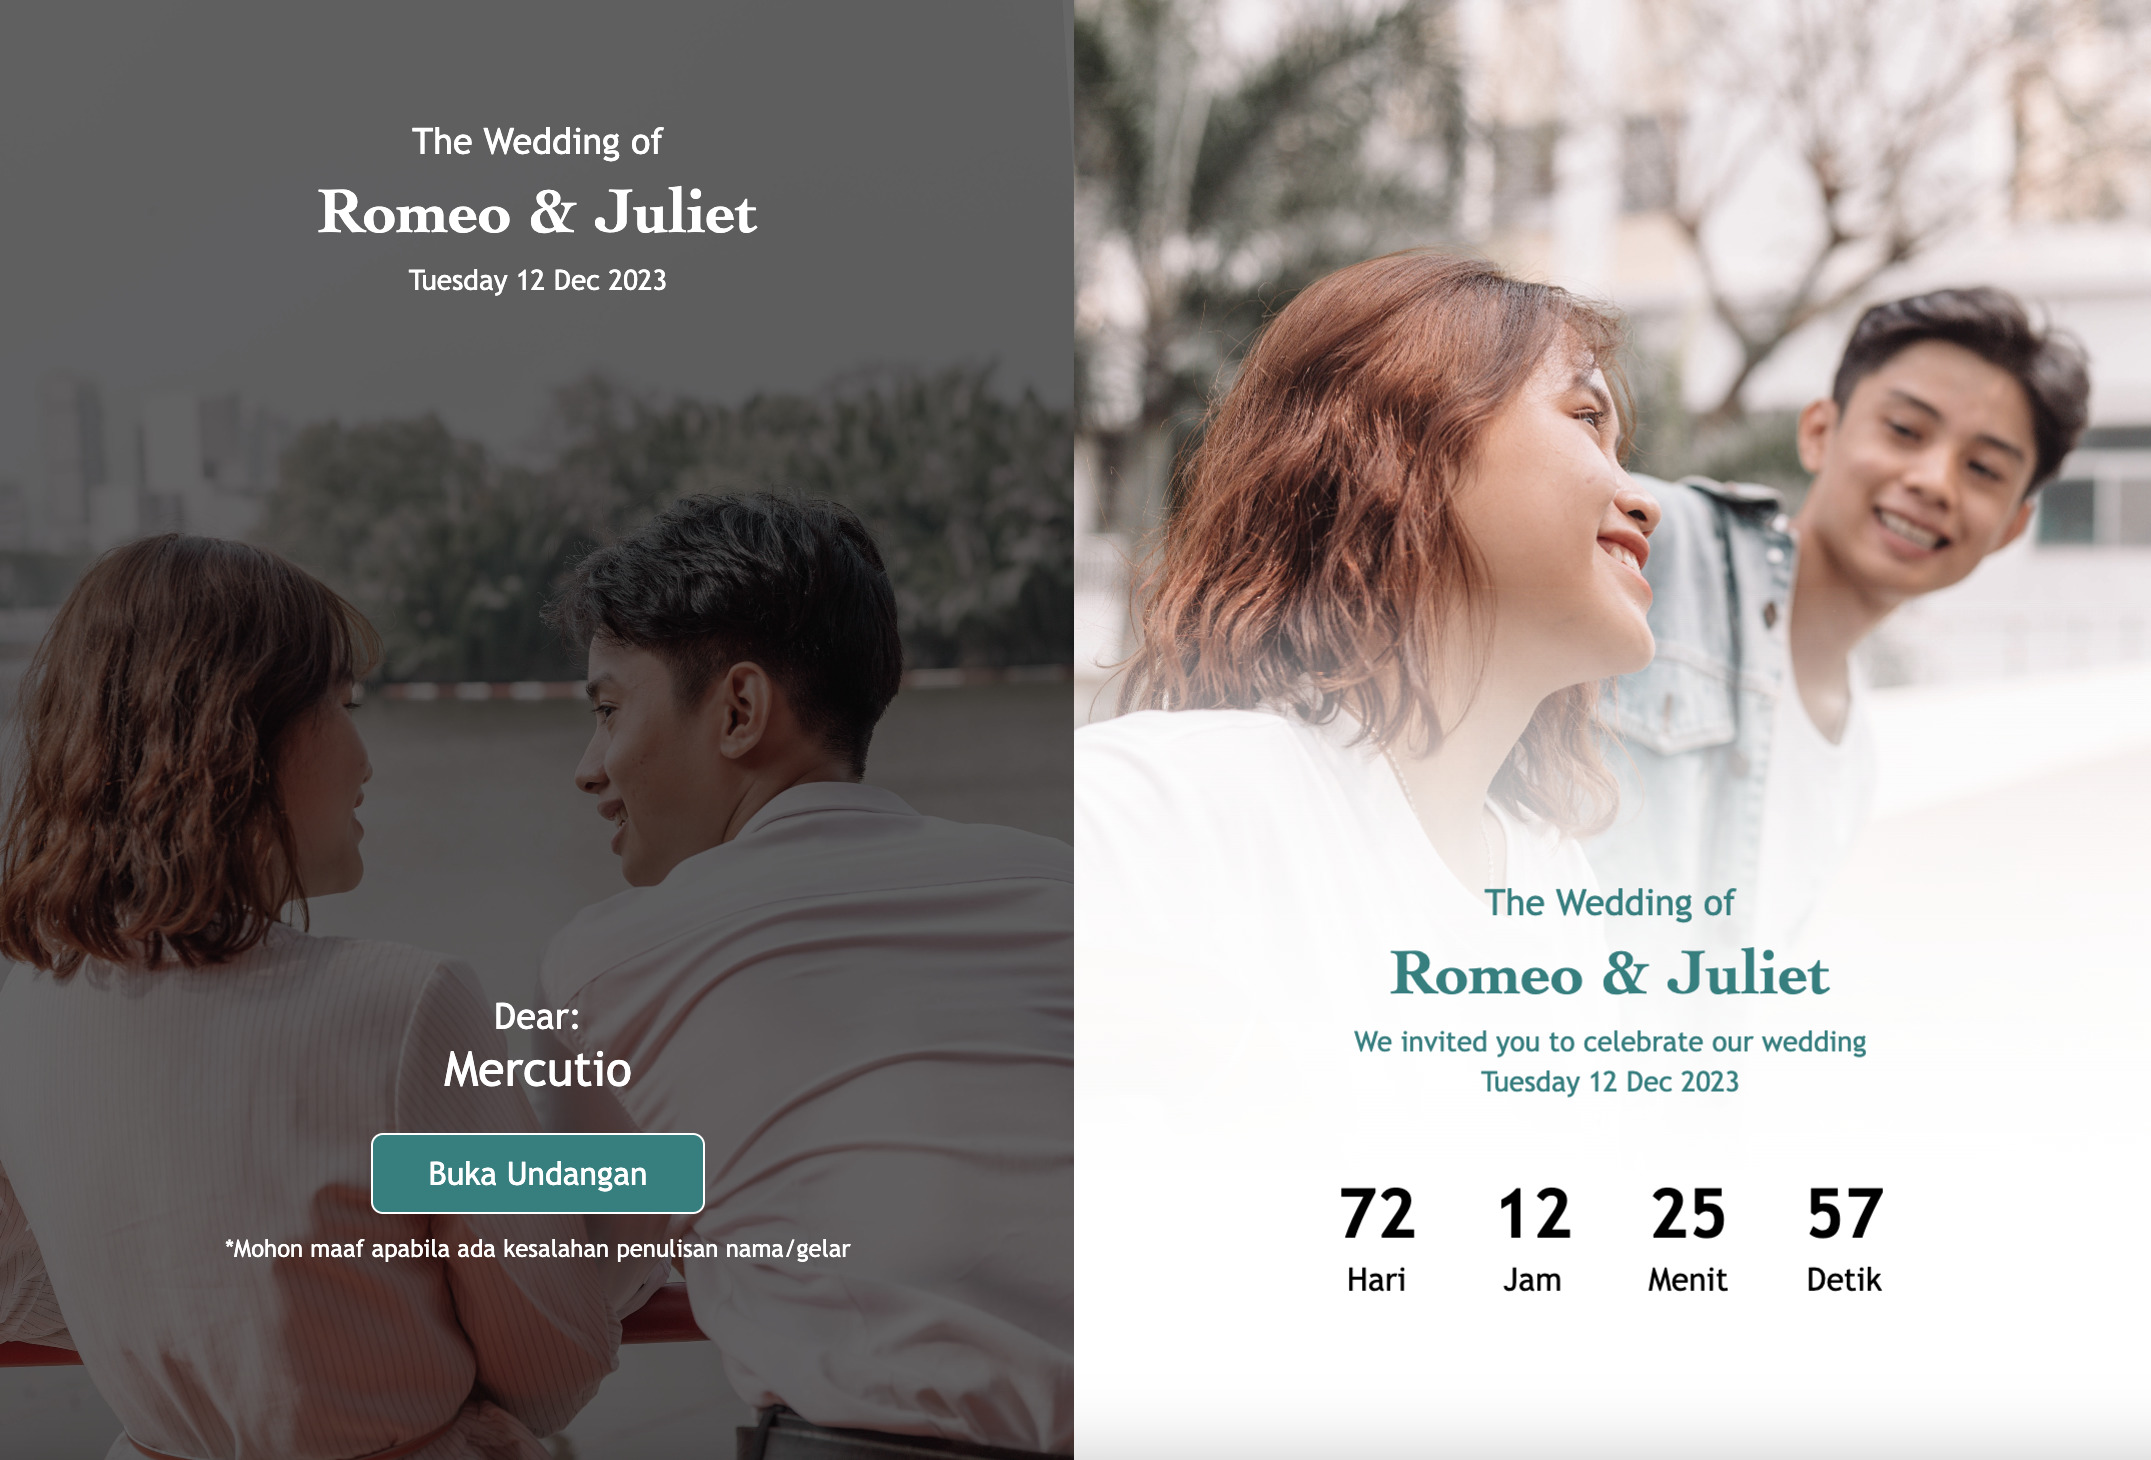 The Wedding of
Romeo & Juliet
Tuesday 12 Dec 2023
Dear:
Mercutio
Buka Undangan
*Mohon maaf apabila ada kesalahan penulisan nama/gelar
The Wedding of
Romeo & Juliet
We invited you to celebrate our wedding
Tuesday 12 Dec 2023
72 12 25 57
Hari Jam Menit Detik